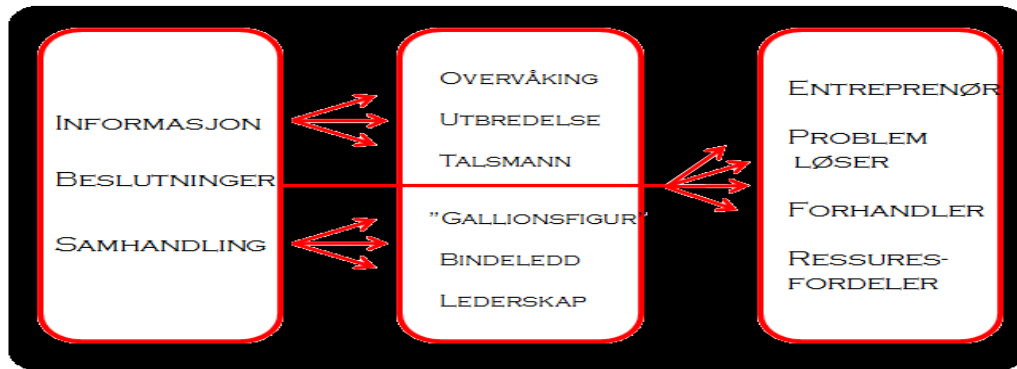 INFORMASJON
BESLUTNINGER
SAMHANDLING
OVERVÅKING
UTBREDELSE
TALSMANN
"GALLIONSFIGUR"
BINDELEDD
LEDERSKAP
ENTREPRENØR
PROBLEM
LØSER
FORHANDLER
RESSURES-
FORDELER